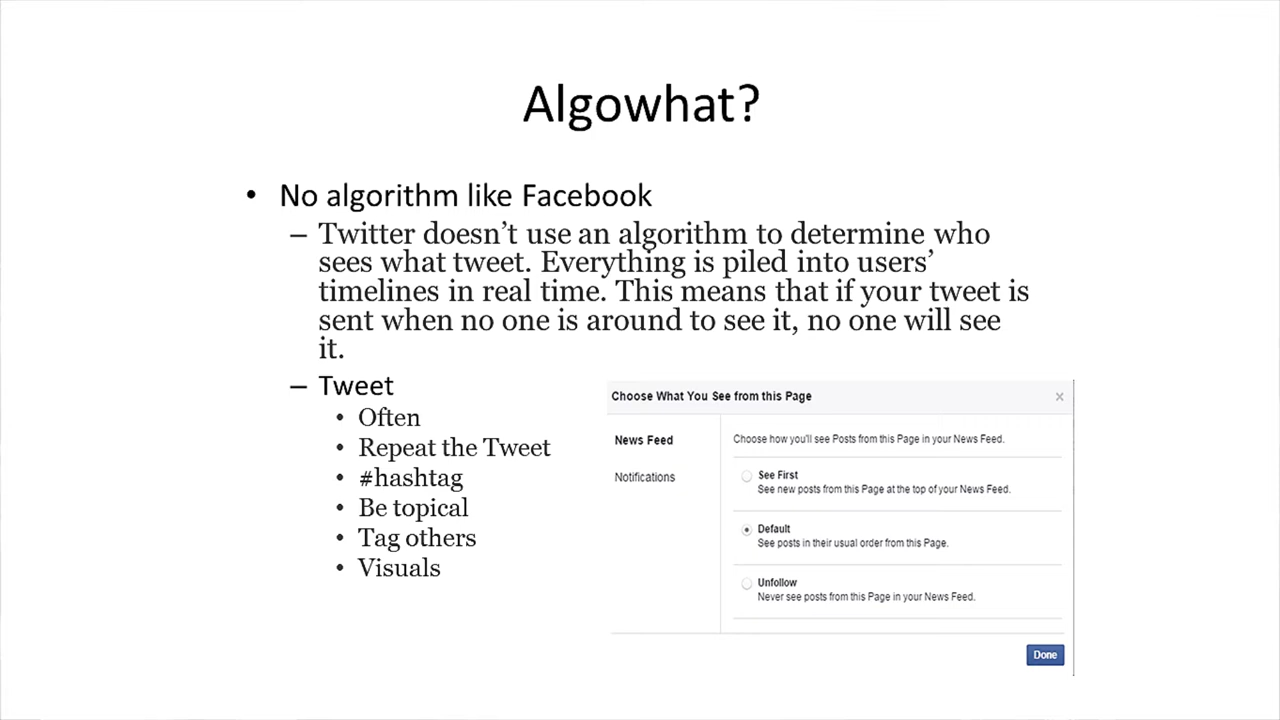 Algowhat?
• No algorithm like Facebook
– Twitter doesn't use an algorithm to determine who
sees what tweet. Everything is piled into users'
timelines in real time. This means that if your tweet is
sent when no one is around to see it, no one will see
it.
– Tweet
• Often
• Repeat the Tweet
• #hashtag
• Be topical
• Tag others
• Visuals
Choose What You See from this Page ×
News Feed
Notifications
Choose how you'll see Posts from this Page in your News Feed.
See First
See new posts from this Page at the top of your News Feed.
Default
See posts in their usual order from this Page.
Unfollow
Never see posts from this Page in your News Feed.
Done